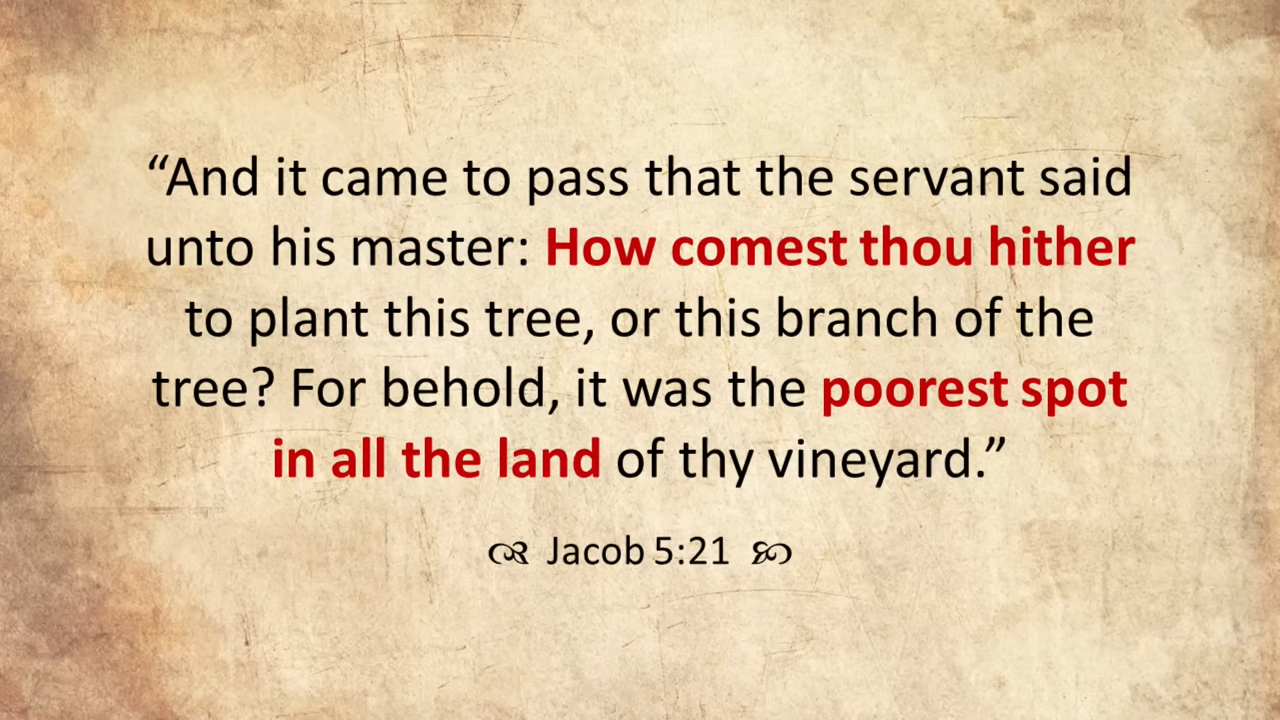 “And it came to pass that the servant said
unto his master: How comest thou hither
to plant this tree, or this branch of the
tree? For behold, it was the poorest spot
in all the land of thy vineyard.”
Jacob 5:21